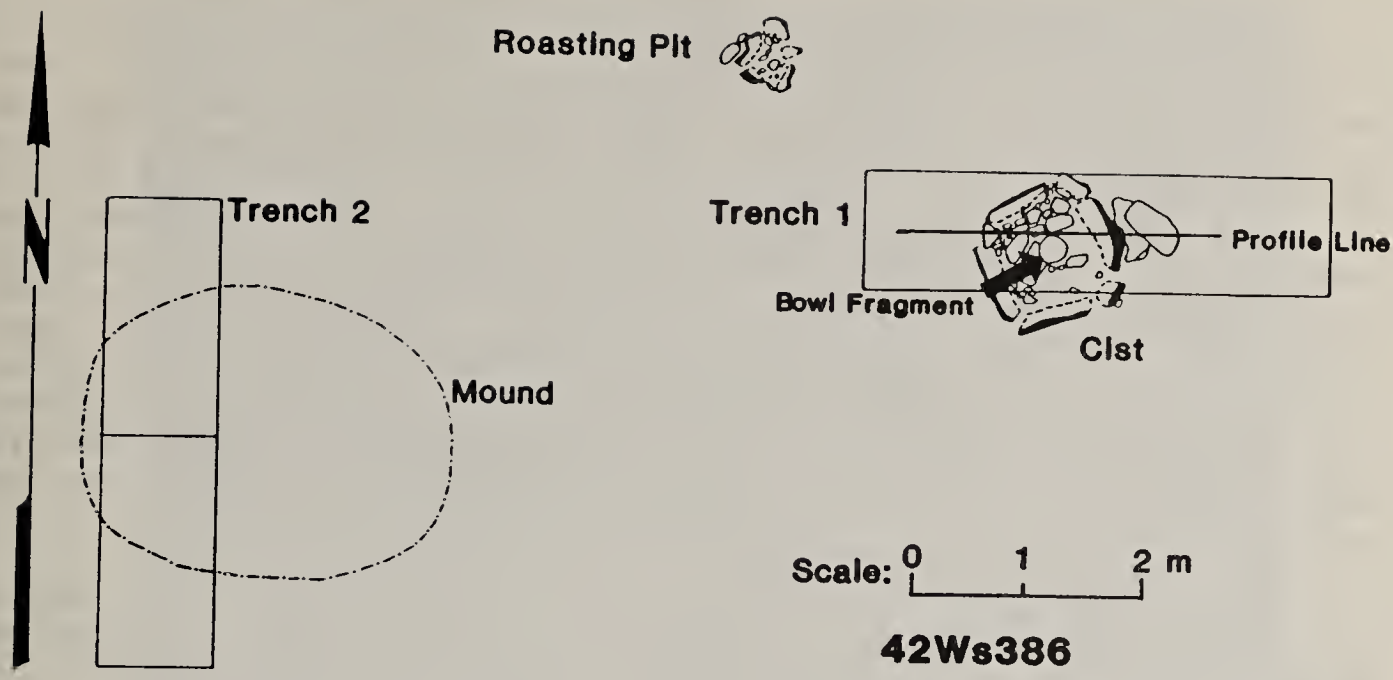 Roasting Pit
N
Trench 2
Trench 1
Profile Line
Bowl Fragment
Cist
Mound
Scale: 0 1 2 m
42Ws386